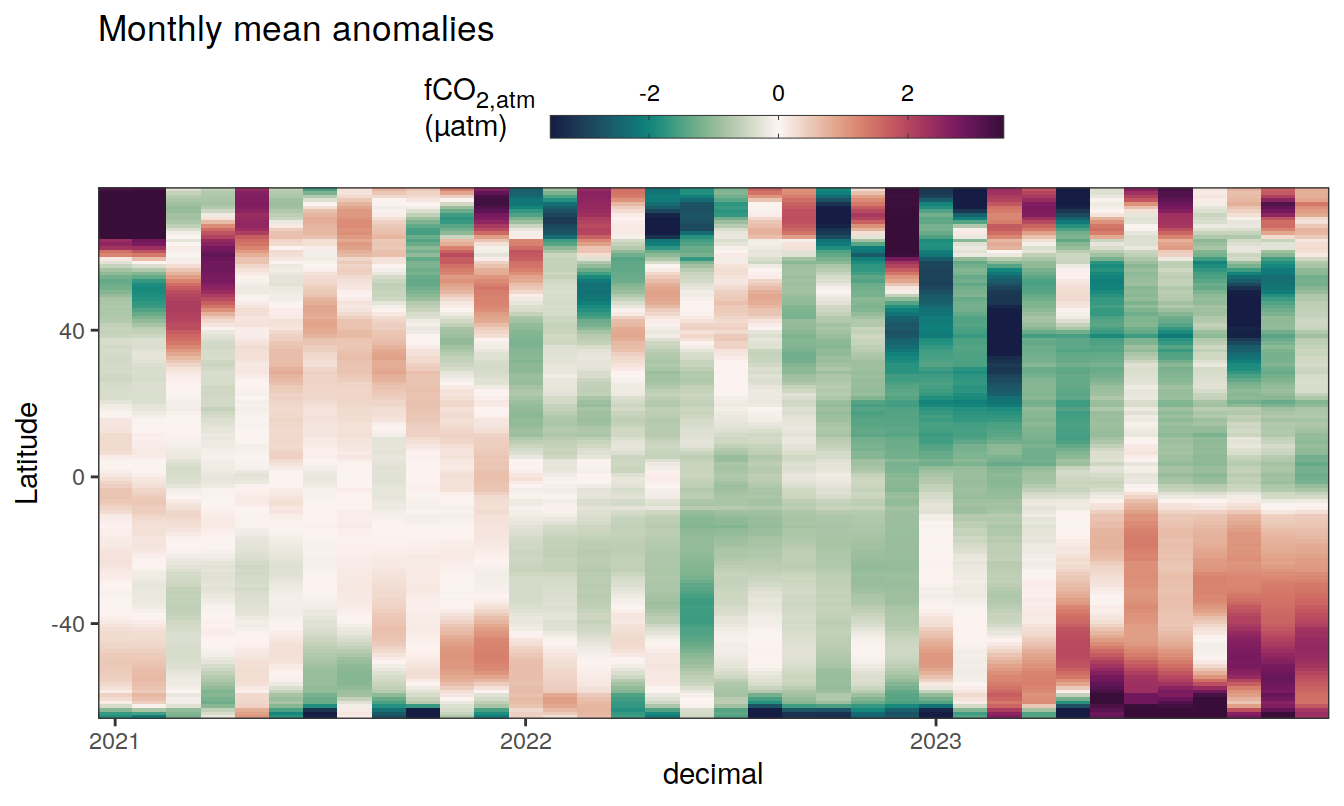 Monthly mean anomalies
fCO2,atm
(µatm)
-2 0 2
Latitude
40
0
-40
2021 2022 2023
decimal